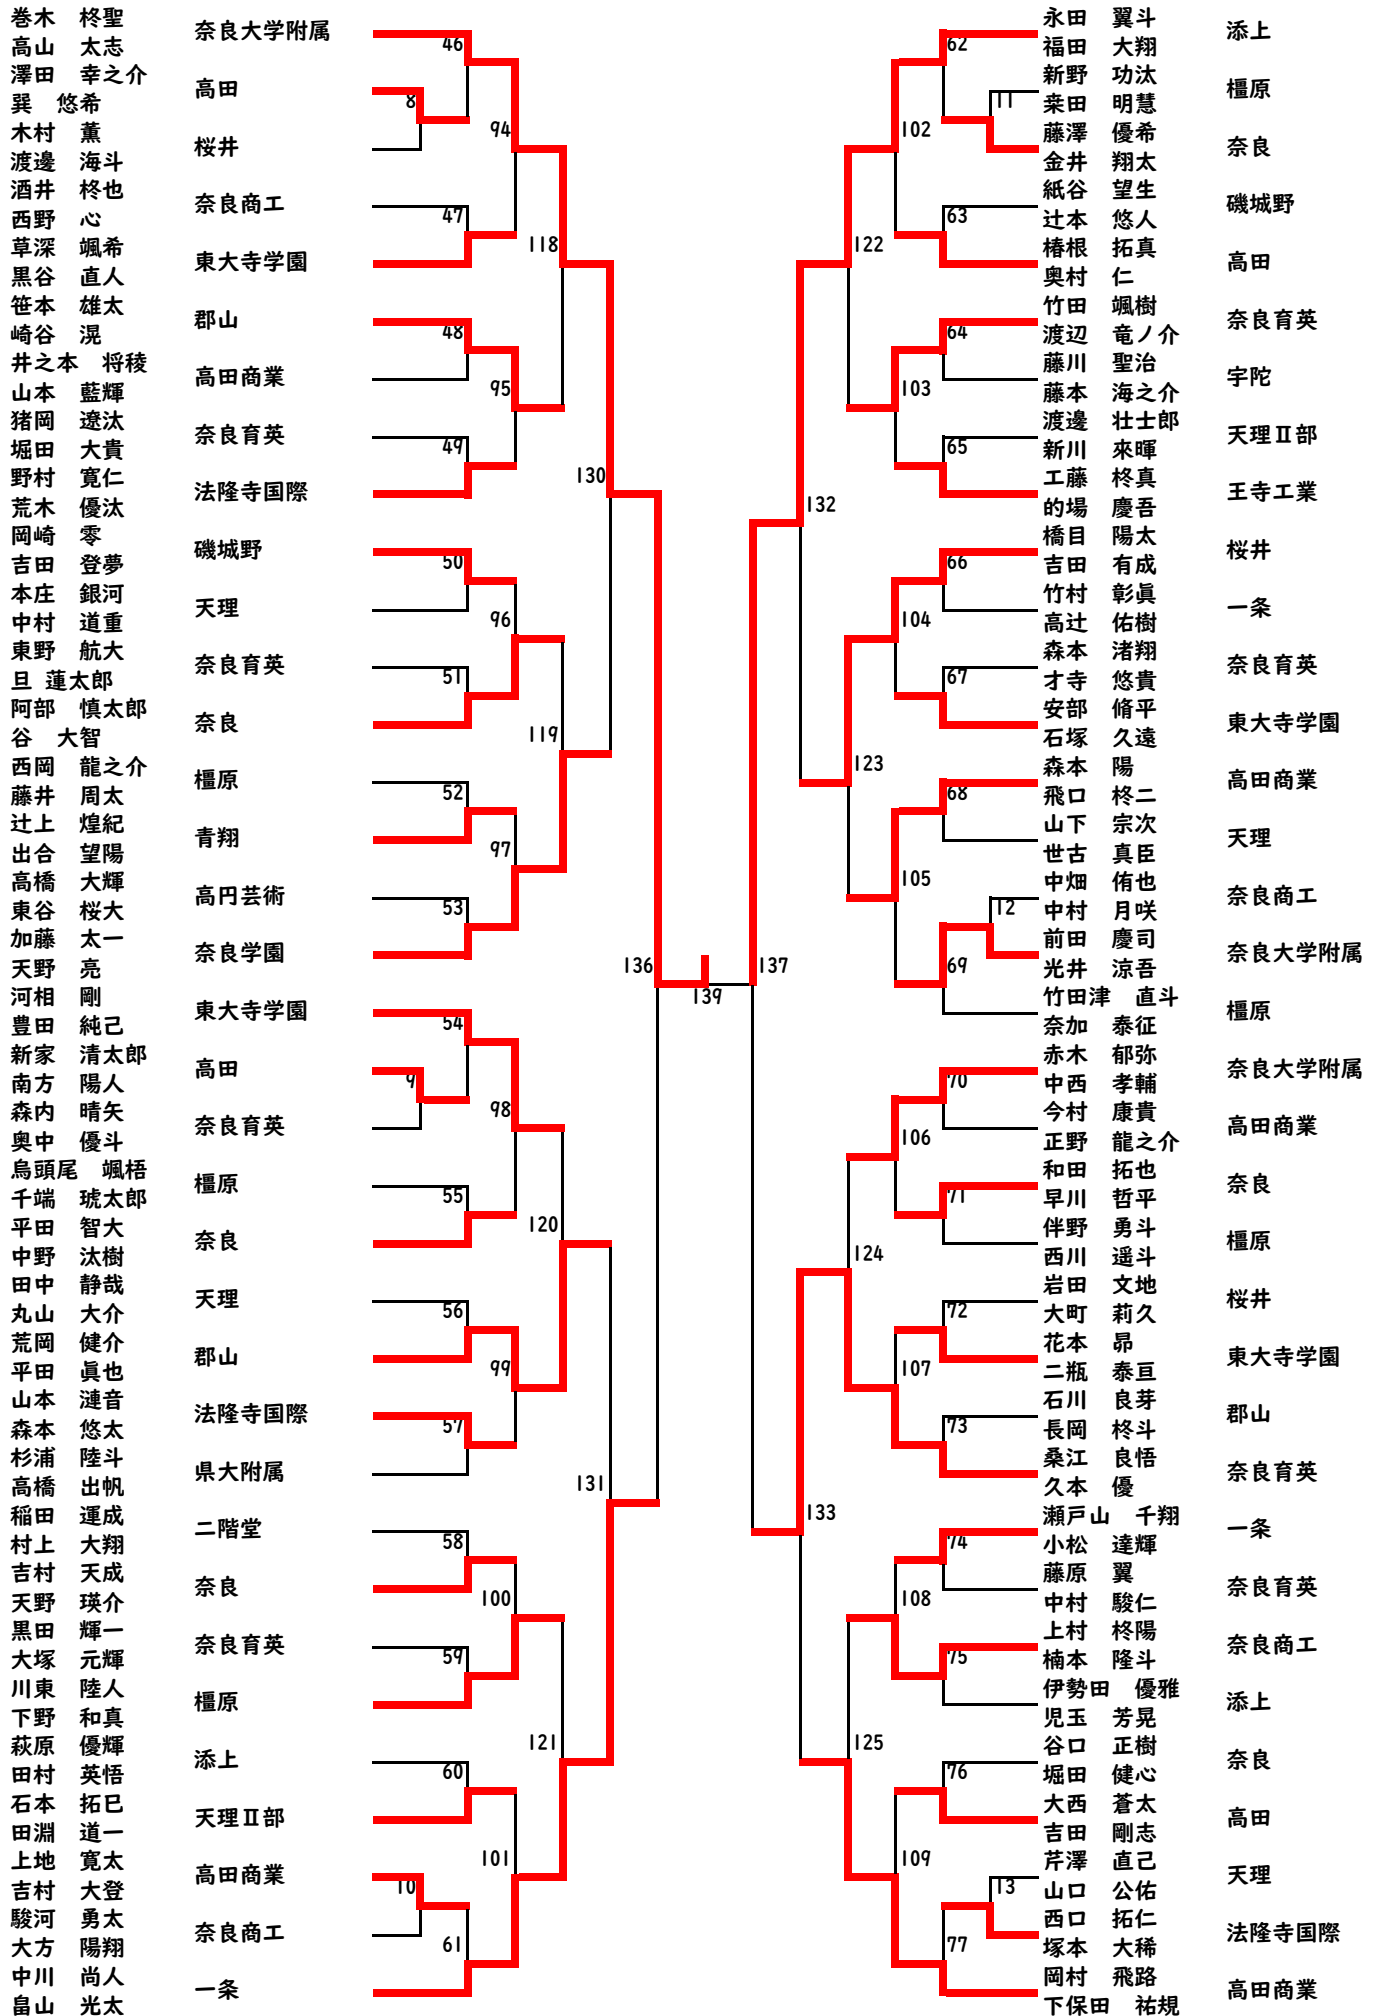 巻木 柊聖
高山 太志
奈良大学附属
澤田 幸之介
巽 悠希
高田
木村 薫
渡邊 海斗
桜井
酒井 柊也
西野 心
奈良商工
草深 颯希
黒谷 直人
東大寺学園
笹本 雄太
崎谷 滉
郡山
井之本 将稜
山本 藍輝
高田商業
猪岡 遼汰
堀田 大貴
奈良育英
野村 寛仁
荒木 優汰
法隆寺国際
岡崎 零
吉田 登夢
磯城野
本庄 銀河
中村 道重
天理
東野 航大
旦 蓮太郎
奈良育英
阿部 慎太郎
谷 大智
奈良
西岡 龍之介
藤井 周太
橿原
辻上 煌紀
出合 望陽
青翔
高橋 大輝
東谷 桜大
高円芸術
加藤 太一
天野 亮
奈良学園
河相 剛
豊田 純己
東大寺学園
新家 清太郎
南方 陽人
高田
森内 晴矢
奥中 優斗
奈良育英
烏頭尾 颯梧
千端 琥太郎
橿原
平田 智大
中野 汰樹
奈良
田中 静哉
丸山 大介
天理
荒岡 健介
平田 眞也
郡山
山本 漣音
森本 悠太
法隆寺国際
杉浦 陸斗
高橋 出帆
県大附属
稲田 運成
村上 大翔
二階堂
吉村 天成
天野 瑛介
奈良
黒田 輝一
大塚 元輝
奈良育英
川東 陸人
下野 和真
橿原
萩原 優輝
田村 英悟
添上
石本 拓巳
田淵 道一
天理Ⅱ部
上地 寛太
吉村 大登
高田商業
駿河 勇太
大方 陽翔
奈良商工
中川 尚人
畠山 光太
一条
46
8
94
47
118
48
95
49
130
50
96
51
119
52
97
53
136
54
9
98
55
120
56
99
57
131
58
100
59
121
60
101
10
61
139
62
11
102
63
122
64
103
65
132
66
104
67
123
68
105
12
69
137
70
106
71
124
72
107
73
133
74
108
75
125
76
109
13
77
永田 翼斗
福田 大翔
添上
新野 功汰
桒田 明慧
橿原
藤澤 優希
金井 翔太
奈良
紙谷 望生
辻本 悠人
磯城野
椿根 拓真
奥村 仁
高田
竹田 颯樹
渡辺 竜ノ介
奈良育英
藤川 聖治
藤本 海之介
宇陀
渡邊 壮士郎
新川 來暉
天理Ⅱ部
工藤 柊真
的場 慶吾
王寺工業
橋目 陽太
吉田 有成
桜井
竹村 彰眞
高辻 佑樹
一条
森本 渚翔
才寺 悠貴
奈良育英
安部 脩平
石塚 久遠
東大寺学園
森本 陽
飛口 柊二
高田商業
山下 宗次
世古 真臣
天理
中畑 侑也
中村 月咲
奈良商工
前田 慶司
光井 涼吾
奈良大学附属
竹田津 直斗
奈加 泰征
橿原
赤木 郁弥
中西 孝輔
奈良大学附属
今村 康貴
正野 龍之介
高田商業
和田 拓也
早川 哲平
奈良
伴野 勇斗
西川 遥斗
橿原
岩田 文地
大町 莉久
桜井
花本 昴
二瓶 泰亘
東大寺学園
石川 良芽
長岡 柊斗
郡山
桑江 良悟
久本 優
奈良育英
瀬戸山 千翔
小松 達輝
一条
藤原 翼
中村 駿仁
奈良育英
上村 柊陽
楠本 隆斗
奈良商工
伊勢田 優雅
児玉 芳晃
添上
谷口 正樹
堀田 健心
奈良
大西 蒼太
吉田 剛志
高田
芹澤 直己
山口 公佑
天理
西口 拓仁
塚本 大稀
法隆寺国際
岡村 飛路
下保田 祐規
高田商業